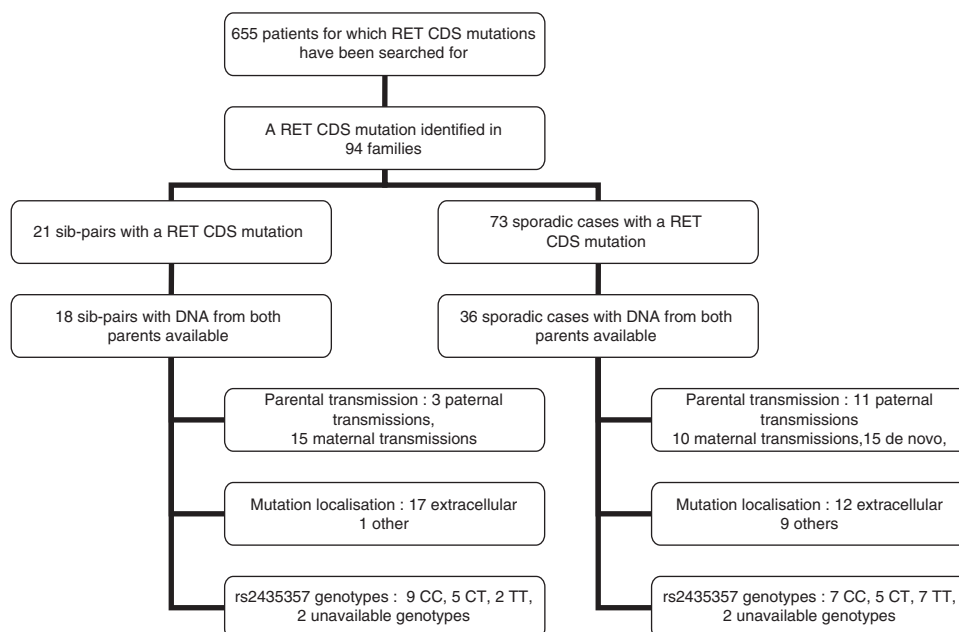 655 patients for which RET CDS mutations
have been searched for
A RET CDS mutation identified in
94 families
21 sib-pairs with a RET CDS mutation
73 sporadic cases with a RET
CDS mutation
18 sib-pairs with DNA from both
parents available
36 sporadic cases with DNA from both
parents available
Parental transmission : 3 paternal
transmissions,
15 maternal transmissions
Parental transmission : 11 paternal
transmissions
10 maternal transmissions,15 de novo,
Mutation localisation : 17 extracellular
1 other
Mutation localisation : 12 extracellular
9 others
rs2435357 genotypes : 9 CC, 5 CT, 2 TT,
2 unavailable genotypes
rs2435357 genotypes : 7 CC, 5 CT, 7 TT,
2 unavailable genotypes